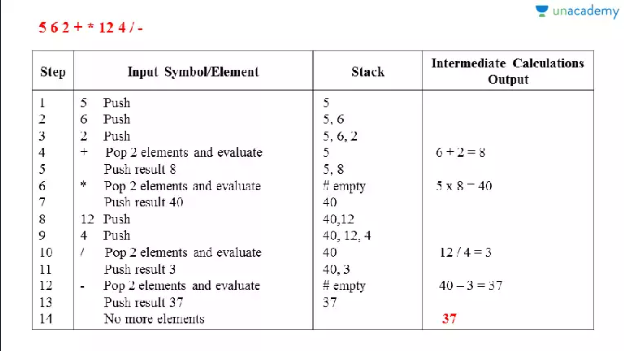 unacademy
5 6 2 + * 12 4 / -
Step Input Symbol/Element Stack Intermediate Calculations Output
1 5 Push 5
2 6 Push 5, 6
3 2 Push 5, 6, 2
4 + Pop 2 elements and evaluate 5 6 + 2 = 8
5 Push result 8 5, 8
6 * Pop 2 elements and evaluate # empty 5 x 8 = 40
7 Push result 40 40
8 12 Push 40,12
9 4 Push 40, 12, 4
10 / Pop 2 elements and evaluate 40 12 / 4 = 3
11 Push result 3 40, 3
12 - Pop 2 elements and evaluate # empty 40 – 3 = 37
13 Push result 37 37
14 No more elements 37